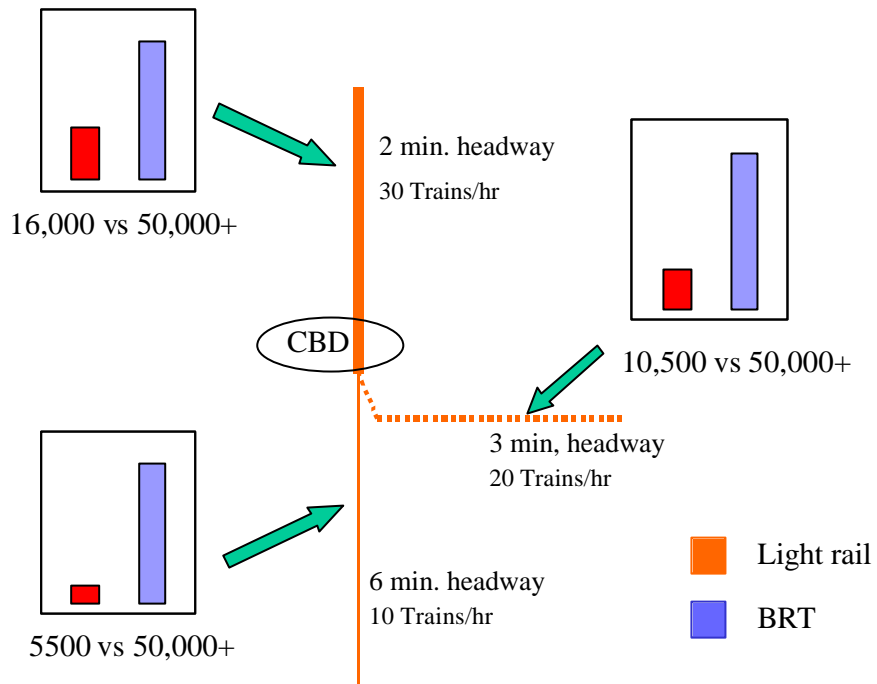 2 min. headway
30 Trains/hr
16,000 vs 50,000+
CBD
10,500 vs 50,000+
3 min, headway
20 Trains/hr
Light rail
6 min. headway
10 Trains/hr
BRT
5500 vs 50,000+